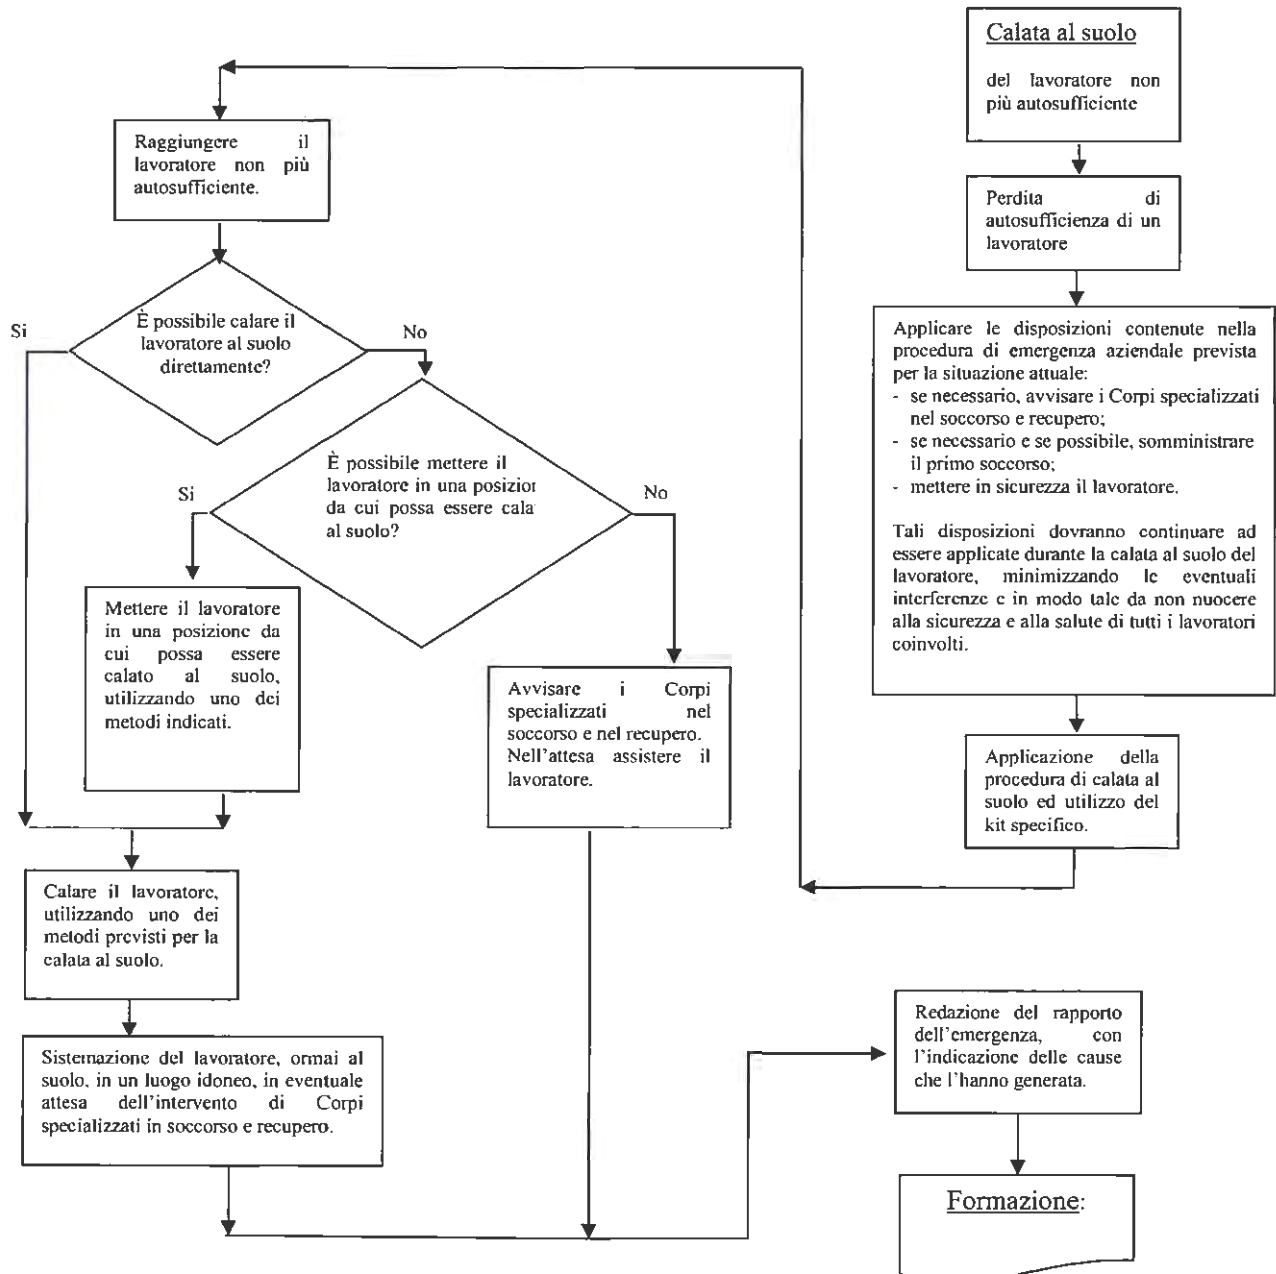 Calata al suolo
del lavoratore non
più autosufficiente
Perdita di
autosufficienza di un
lavoratore
Applicare le disposizioni contenute nella
procedura di emergenza aziendale prevista
per la situazione attuale:
- se necessario, avvisare i Corpi specializzati
nel soccorso e recupero;
- se necessario e se possibile, somministrare
il primo soccorso;
- mettere in sicurezza il lavoratore.
Tali disposizioni dovranno continuare ad
essere applicate durante la calata al suolo del
lavoratore, minimizzando le eventuali
interferenze e in modo tale da non nuocere
alla sicurezza e alla salute di tutti i lavoratori
coinvolti.
Applicazione della
procedura di calata al
suolo ed utilizzo del
kit specifico.
Raggiungere il
lavoratore non più
autosufficiente.
È possibile calare il
lavoratore al suolo
direttamente?
Si
No
È possibile mettere il
lavoratore in una posizior
da cui possa essere cala
al suolo?
Si
No
Mettere il lavoratore
in una posizione da
cui possa essere
calato al suolo,
utilizzando uno dei
metodi indicati.
Avvisare i Corpi
specializzati nel
soccorso e nel recupero.
Nell'attesa assistere il
lavoratore.
Calare il lavoratore,
utilizzando uno dei
metodi previsti per la
calata al suolo.
Sistemazione del lavoratore, ormai al
suolo, in un luogo idoneo, in eventuale
attesa dell'intervento di Corpi
specializzati in soccorso e recupero.
Redazione del rapporto
dell'emergenza, con
l'indicazione delle cause
che l'hanno generata.
Formazione: